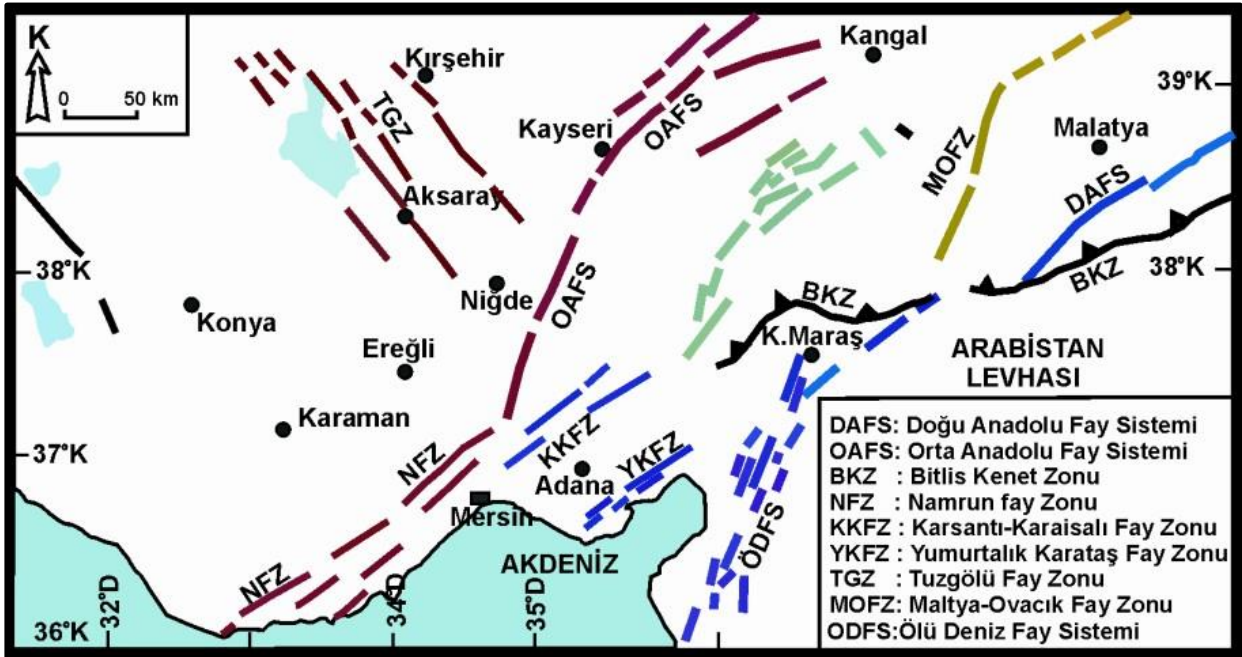 K
0 50 km
Kırşehir
Kangal
39°K
TGZ
Kayseri
OAFS
MOFZ
Malatya
Aksaray
DAFS
38°K
Niğde
OAFS
BKZ
BKZ
38°K
Konya
Ereğli
K.Maraş
ARABİSTAN
LEVHASI
Karaman
37°K
NFZ
KKFZ
YKFZ
Adana
Mersin
ÖDFS
AKDENİZ
NFZ
32°D
34°D
35°D
36°K
DAFS: Doğu Anadolu Fay Sistemi
OAFS: Orta Anadolu Fay Sistemi
BKZ : Bitlis Kenet Zonu
NFZ : Namrun fay Zonu
KKFZ : Karsantı-Karaisalı Fay Zonu
YKFZ : Yumurtalık Karataş Fay Zonu
TGZ : Tuzgölü Fay Zonu
MOFZ: Maltya-Ovacık Fay Zonu
ODFS:Ölü Deniz Fay Sistemi